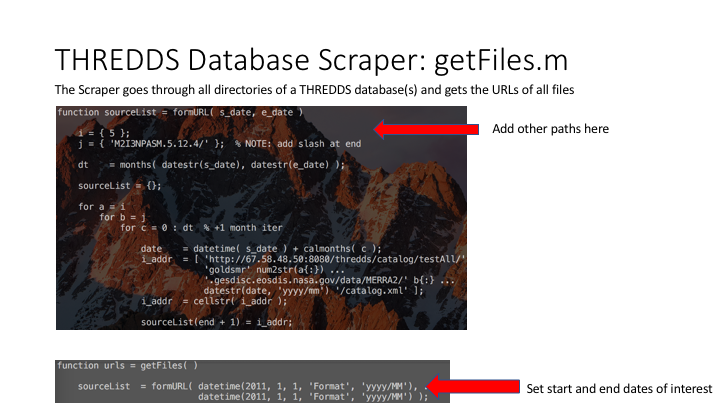 THREDDS Database Scraper: getFiles.m
The Scraper goes through all directories of a THREDDS database(s) and gets the URLs of all files
function sourceList = formURL( s_date, e_date )
i = { 5 };
j = { 'M2I3NPASM.5.12.4/' };  % NOTE: add slash at end
dt    = months( datestr(s_date), datestr(e_date) );
sourceList = {};
for a = i
for b = j
for c = 0 : dt  % +1 month iter
date    = datetime( s_date ) + calmonths( c );
i_addr  = [ 'http://67.58.48.50:8080/thredds/catalog/testAll/'
'goldsmr' num2str(a{:}) ...
'.gesdisc.eosdis.nasa.gov/data/MERRA2/' b{:} ...
datestr(date, 'yyyy/mm') '/catalog.xml' ];
i_addr  = cellstr( i_addr );
sourceList(end + 1) = i_addr;
Add other paths here
function urls = getFiles( )
sourceList  = formURL( datetime(2011, 1, 1, 'Format', 'yyyy/MM'), .
datetime(2011, 1, 1, 'Format', 'yyyy/MM') );
Set start and end dates of interest